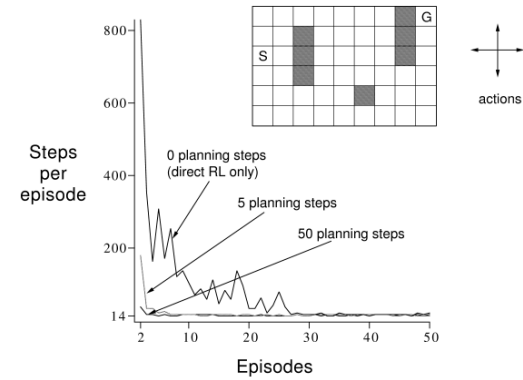 800
600
400
200
14
Steps
per
episode
0 planning steps
(direct RL only)
5 planning steps
50 planning steps
G
S
actions
2
10
20
30
40
50
Episodes